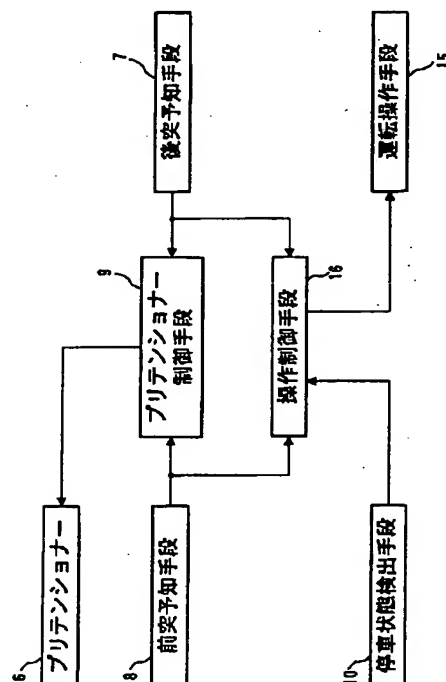 6
プリテンショナー
7
後突予知手段
9
プリテンショナー
制御手段
8
前突予知手段
16
操作制御手段
10
停車状態検出手段
15
運転操作手段